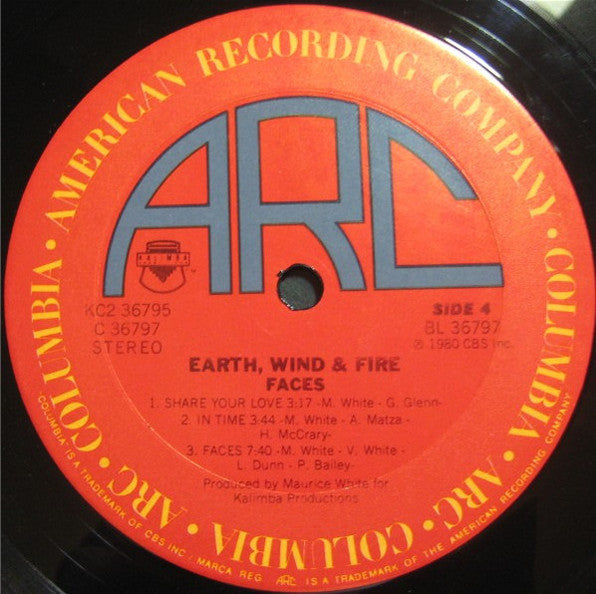 • AMERICAN RECORDING COMPANY • COLUMBIA • ARC • COLUMBIA • ARC • COLUMBIA
ARC
KALIMBA
™
KC2 36795
C 36797
STEREO
SIDE 4
BL 36797
℗ 1980 CBS Inc.
EARTH, WIND & FIRE
FACES
1. SHARE YOUR LOVE 3:17 -M. White - G. Glenn-
2. IN TIME 3:44 -M. White - A. Matza -
H. McCrary-
3. FACES 7:40 -M. White - V. White -
L. Dunn - P. Bailey-
Produced by Maurice White for
Kalimba Productions
COLUMBIA IS A TRADEMARK OF CBS INC. / MARCA REG. ARC IS A TRADEMARK OF THE AMERICAN RECORDING COMPANY